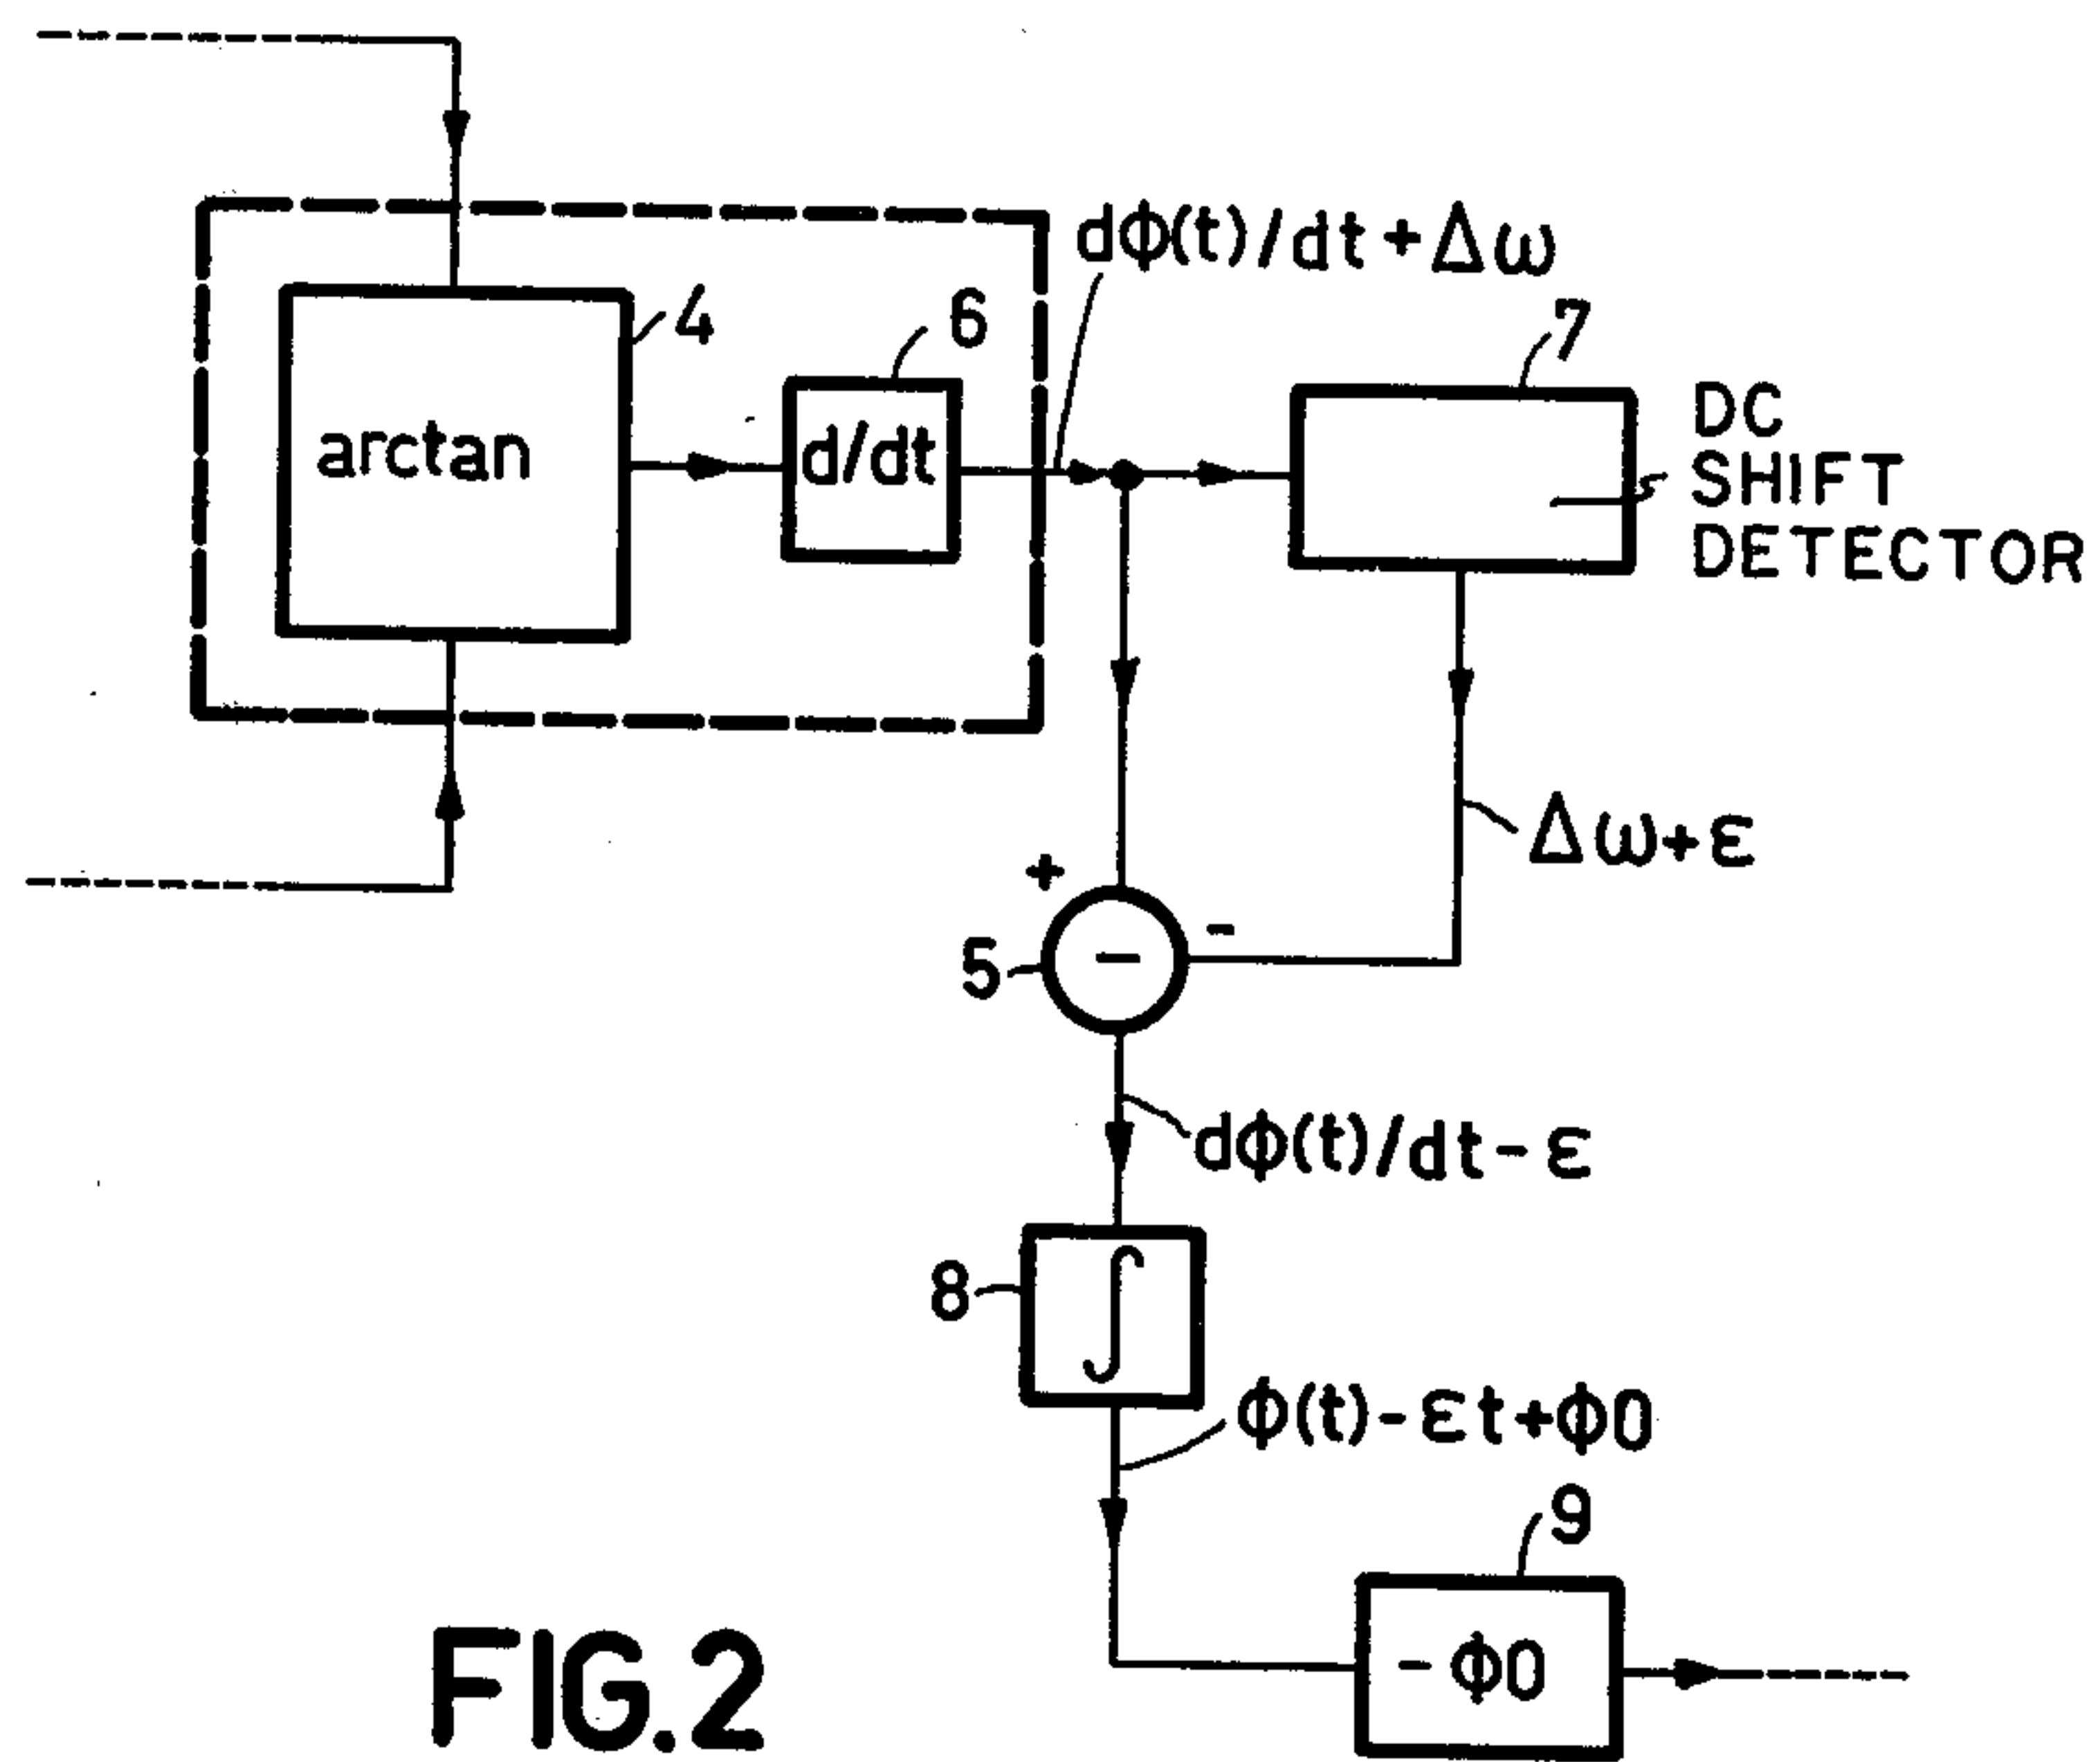 dϕ(t)/dt+Δω
4
6
7
arctan
d/dt
DC
SHIFT
DETECTOR
Δω+ε
+
-
5
−
dϕ(t)/dt-ε
8
∫
ϕ(t)-εt+ϕ0
9
-ϕ0
FIG.2